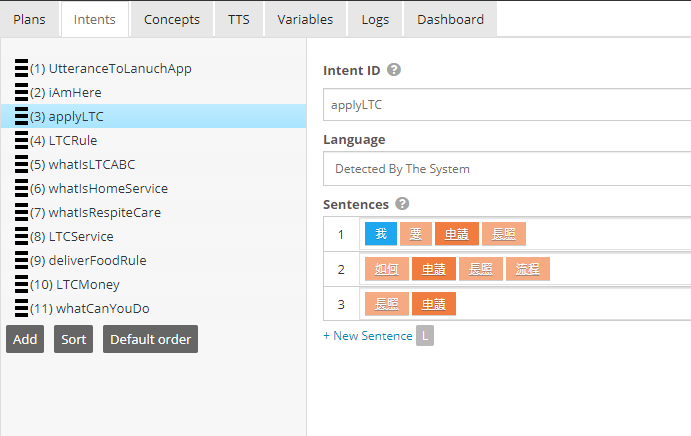 Plans Intents Concepts TTS Variables Logs Dashboard
(1) UtteranceToLanuchApp
(2) iAmHere
(3) applyLTC
(4) LTCRule
(5) whatIsLTCABC
(6) whatIsHomeService
(7) whatIsRespiteCare
(8) LTCService
(9) deliverFoodRule
(10) LTCMoney
(11) whatCanYouDo
Add Sort Default order
Intent ID ?
applyLTC
Language
Detected By The System
Sentences ?
1 我 要 申請 長照
2 如何 申請 長照 流程
3 長照 申請
+ New Sentence L